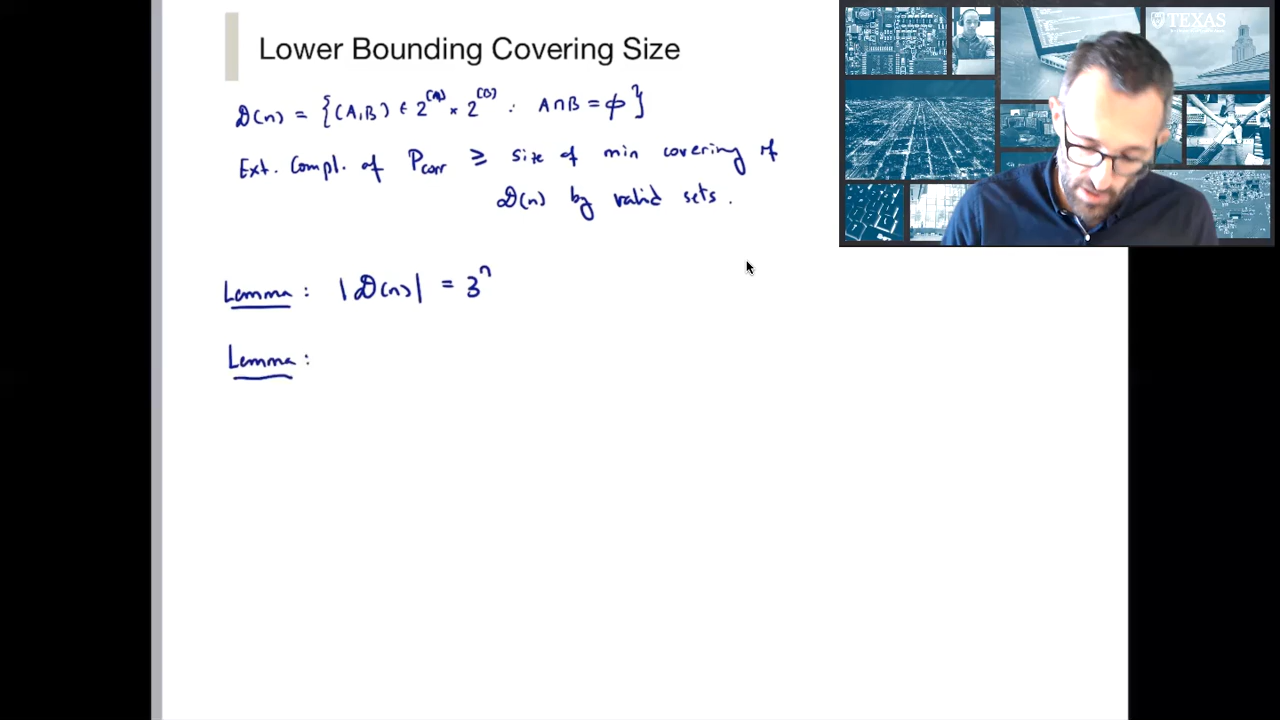 Lower Bounding Covering Size
TEXAS
D(n) = {(A,B) ∈ 2^[n] × 2^[n] : A∩B = ϕ}
Ext. Compl. of P_corr ≥ size of min covering of
D(n) by valid sets.
Lemma: |D(n)| = 3^n
Lemma: